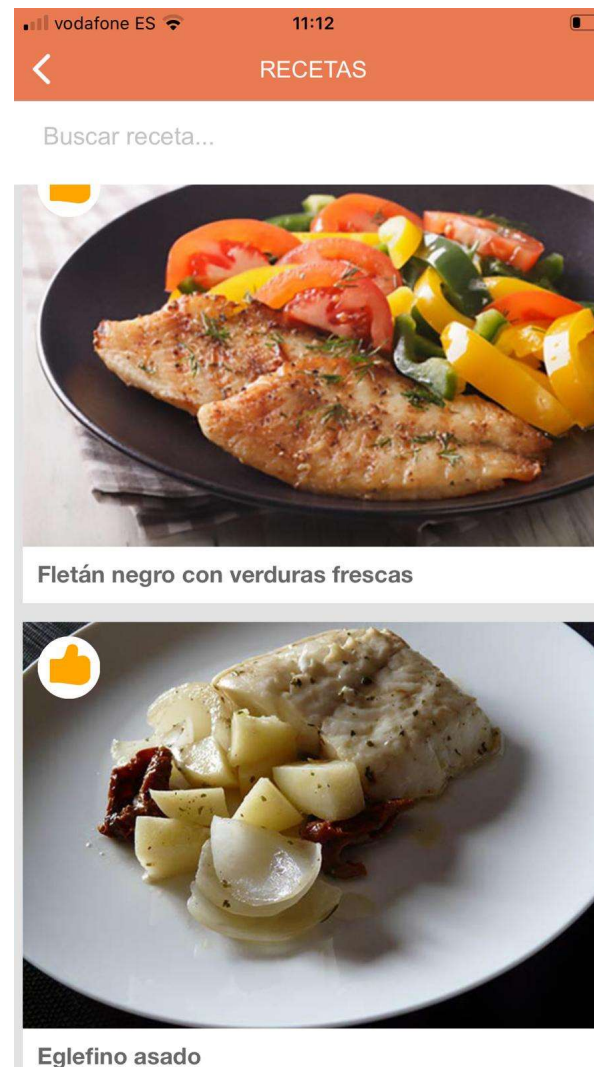 vodafone ES
11:12
RECETAS
Buscar receta...
Fletán negro con verduras frescas
Eglefino asado